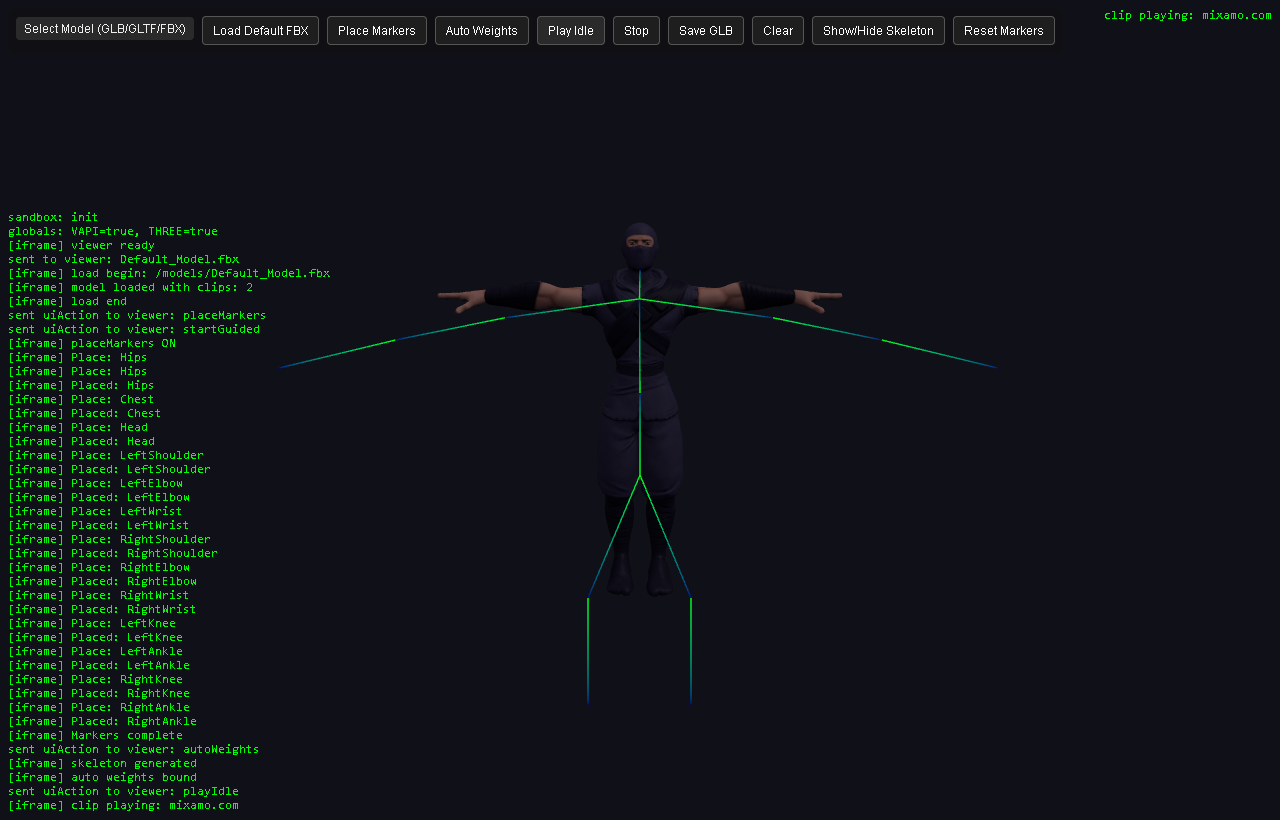 Select Model (GLB/GLTF/FBX) Load Default FBX Place Markers Auto Weights Play Idle Stop Save GLB Clear Show/Hide Skeleton Reset Markers
clip playing: mixamo.com
sandbox: init
globals: VAPI=true, THREE=true
[iframe] viewer ready
sent to viewer: Default_Model.fbx
[iframe] load begin: /models/Default_Model.fbx
[iframe] model loaded with clips: 2
[iframe] load end
sent uiAction to viewer: placeMarkers
sent uiAction to viewer: startGuided
[iframe] placeMarkers ON
[iframe] Place: Hips
[iframe] Place: Hips
[iframe] Placed: Hips
[iframe] Place: Chest
[iframe] Placed: Chest
[iframe] Place: Head
[iframe] Placed: Head
[iframe] Place: LeftShoulder
[iframe] Placed: LeftShoulder
[iframe] Place: LeftElbow
[iframe] Placed: LeftElbow
[iframe] Place: LeftWrist
[iframe] Placed: LeftWrist
[iframe] Place: RightShoulder
[iframe] Placed: RightShoulder
[iframe] Place: RightElbow
[iframe] Placed: RightElbow
[iframe] Place: RightWrist
[iframe] Placed: RightWrist
[iframe] Place: LeftKnee
[iframe] Placed: LeftKnee
[iframe] Place: LeftAnkle
[iframe] Placed: LeftAnkle
[iframe] Place: RightKnee
[iframe] Placed: RightKnee
[iframe] Place: RightAnkle
[iframe] Placed: RightAnkle
[iframe] Markers complete
sent uiAction to viewer: autoWeights
[iframe] skeleton generated
[iframe] auto weights bound
sent uiAction to viewer: playIdle
[iframe] clip playing: mixamo.com